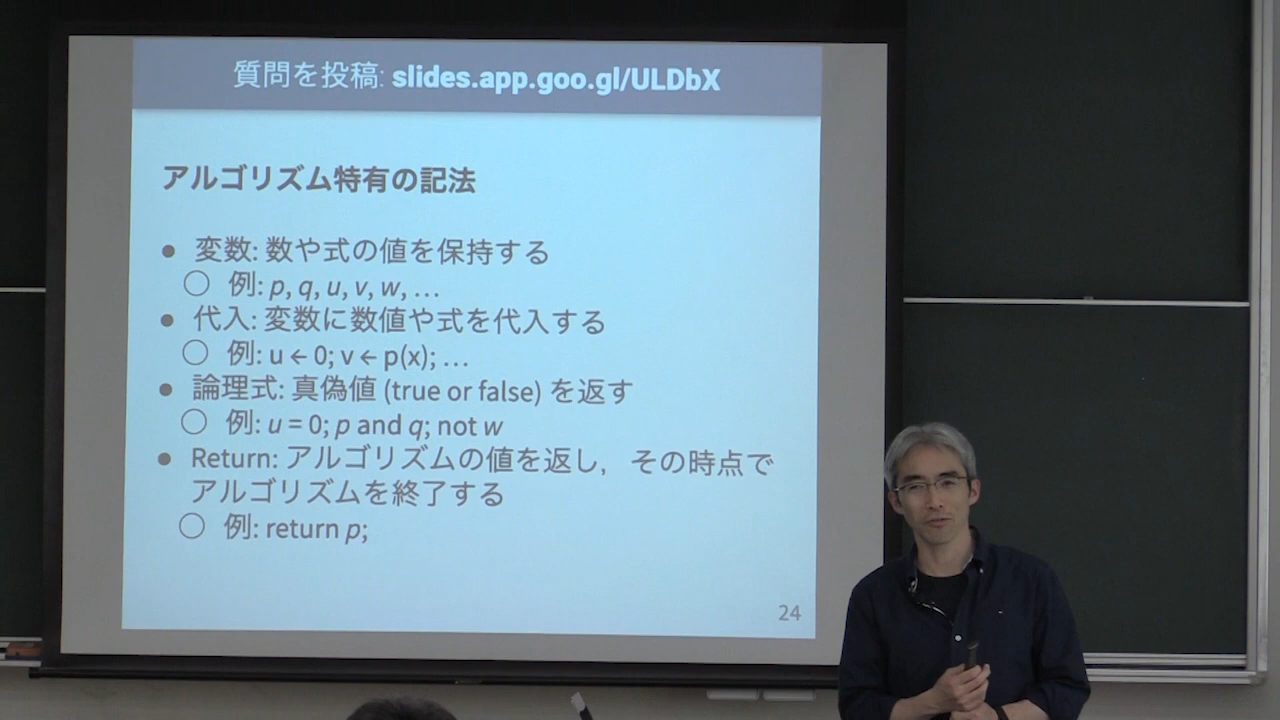 質問を投稿: slides.app.goo.gl/ULDbX
アルゴリズム特有の記法
● 変数: 数や式の値を保持する
○ 例: p, q, u, v, w, …
● 代入: 変数に数値や式を代入する
○ 例: u ← 0; v ← p(x); …
● 論理式: 真偽値 (true or false) を返す
○ 例: u = 0; p and q; not w
● Return: アルゴリズムの値を返し，その時点で
アルゴリズムを終了する
○ 例: return p;
24